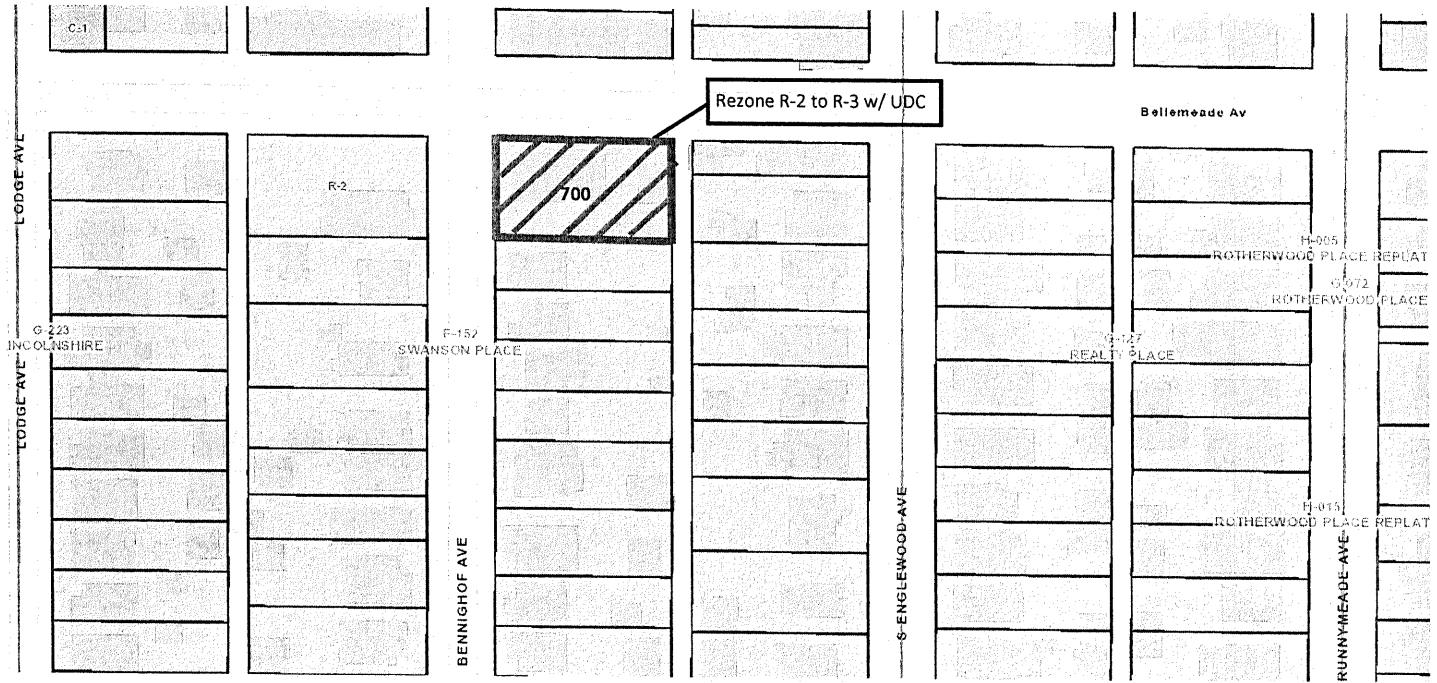 C-1
Rezone R-2 to R-3 w/ UDC
Bellemeade Av
LODGE AVE
R-2
700
H-005
ROTHERWOOD PLACE REPLAT
G-072
ROTHERWOOD PLACE
G-223
INCOLNSHIRE
F-152
SWANSON PLACE
G-127
REALTY PLACE
LODGE AVE
H-015
ROTHERWOOD PLACE REPLAT
BENNIGHOF AVE
S ENGLEWOOD AVE
RUNNYMEADE AVE